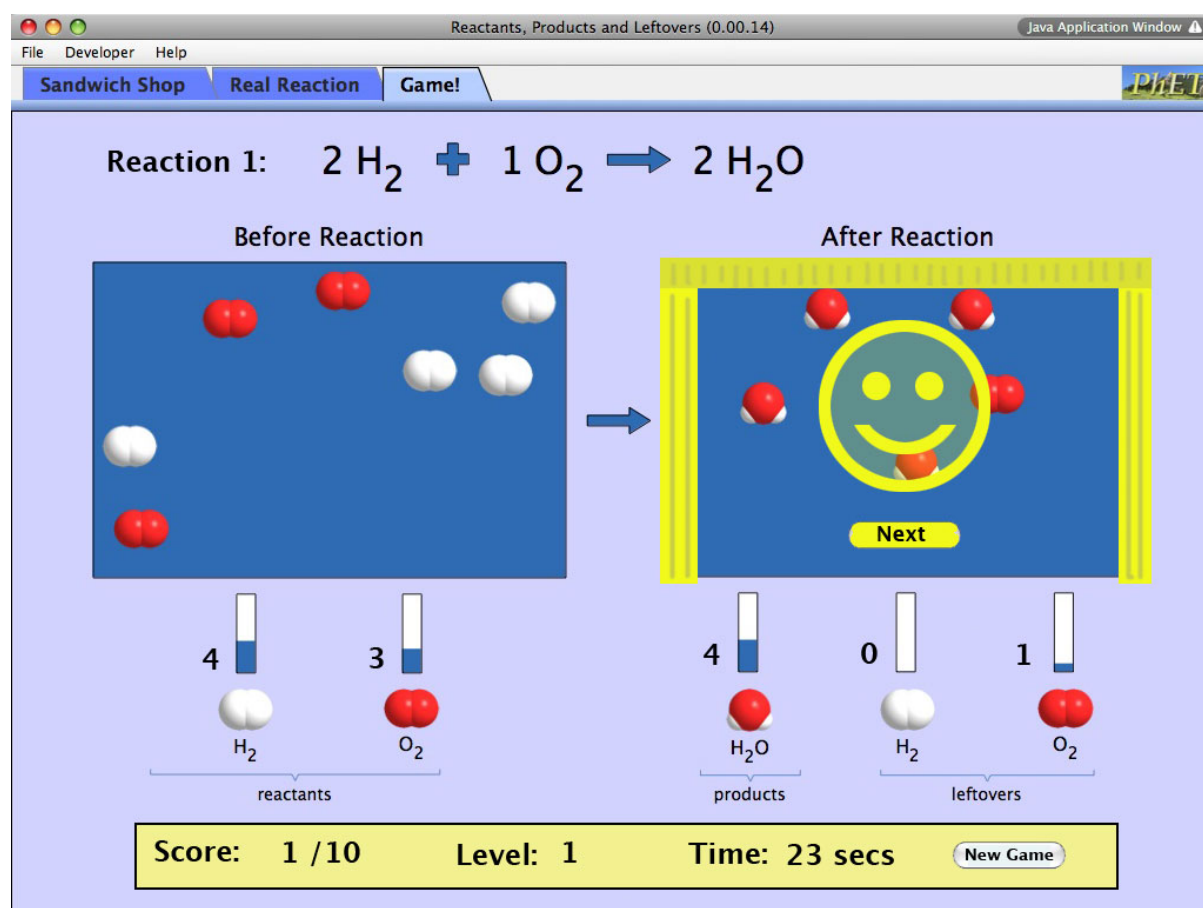 Reactants, Products and Leftovers (0.00.14)
Java Application Window
File Developer Help
Sandwich Shop Real Reaction Game!
PhET
Reaction 1: 2 H₂ + 1 O₂ → 2 H₂O
Before Reaction After Reaction
Next
4 3 4 0 1
H₂ O₂ H₂O H₂ O₂
reactants products leftovers
Score: 1 /10 Level: 1 Time: 23 secs New Game